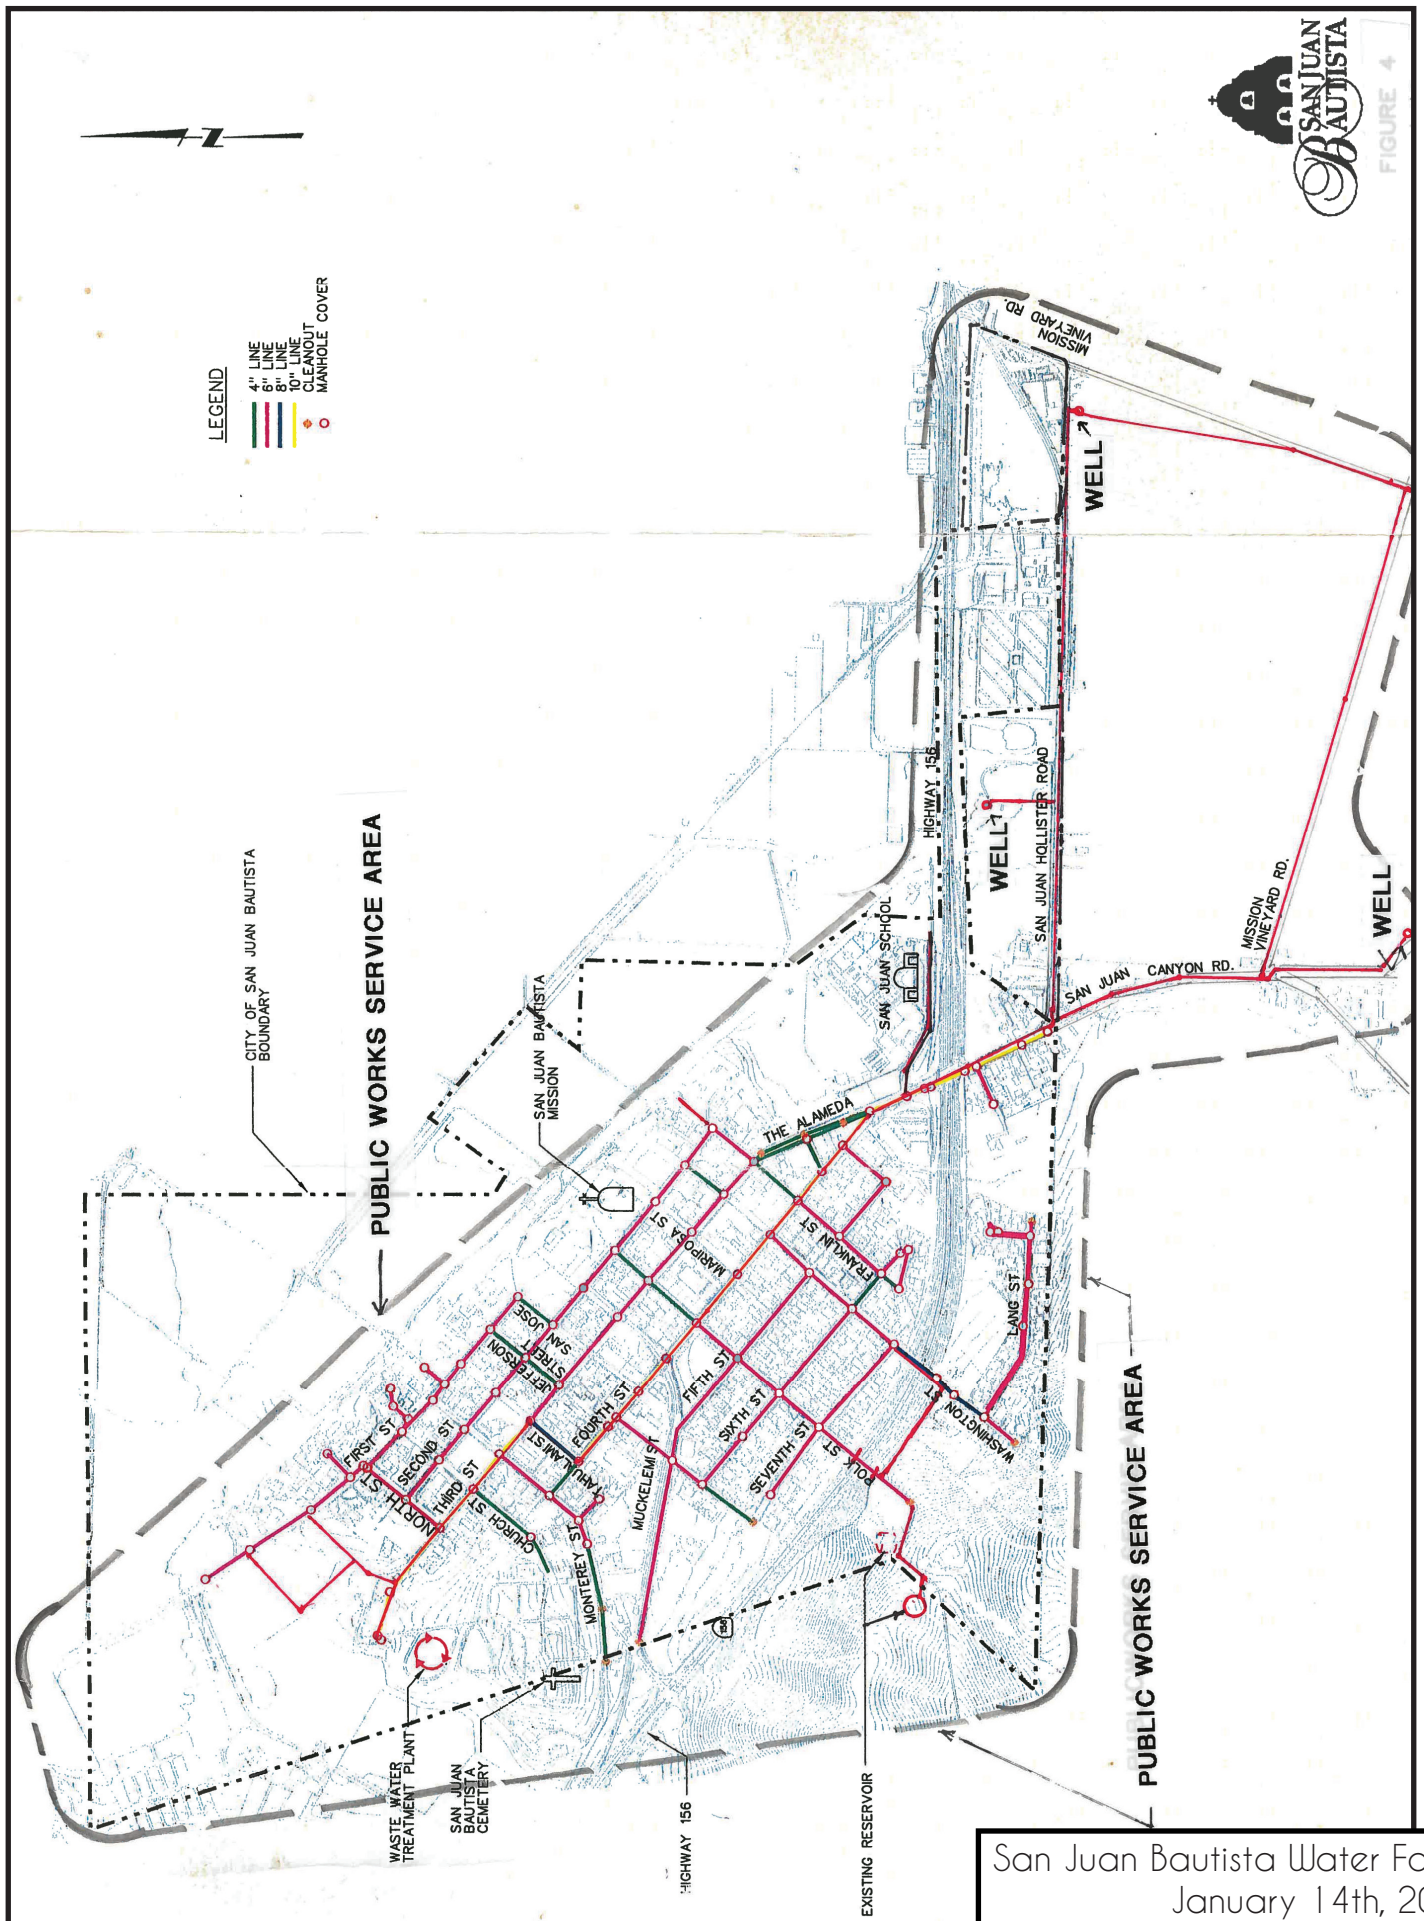 SAN JUAN
BAUTISTA
FIGURE 4
LEGEND
4" LINE
6" LINE
8" LINE
10" LINE
CLEANOUT
MANHOLE COVER
N
CITY OF SAN JUAN BAUTISTA
BOUNDARY
PUBLIC WORKS SERVICE AREA
SAN JUAN BAUTISTA
MISSION
MISSION
VINEYARD RD.
WELL
HIGHWAY 156
WELL
SAN JUAN HOLLISTER ROAD
SAN JUAN SCHOOL
SAN JUAN CANYON RD.
MISSION
VINEYARD RD.
WELL
THE ALAMEDA
MARIPOSA ST
FRANKLIN ST
SAN JOSE
STREET
JEFFERSON
FIRST ST
SECOND ST
THIRD ST
NORTH ST
CHURCH ST
TAHUALAMI ST
FOURTH ST
FIFTH ST
SIXTH ST
SEVENTH ST
POLK ST
MUCKELEMI ST
MONTEREY ST
WASHINGTON ST
LANG ST
156
WASTE WATER
TREATMENT PLANT
SAN JUAN
BAUTISTA
CEMETERY
HIGHWAY 156
EXISTING RESERVOIR
PUBLIC WORKS SERVICE AREA
San Juan Bautista Water Fa
January 14th, 20